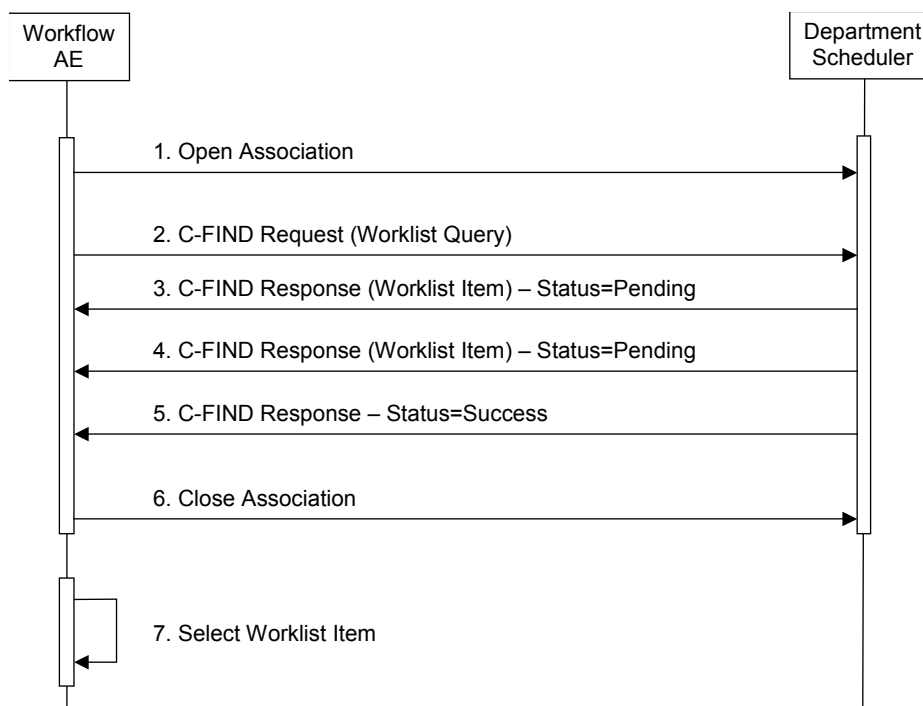 Workflow
AE
Department
Scheduler
1. Open Association
2. C-FIND Request (Worklist Query)
3. C-FIND Response (Worklist Item) – Status=Pending
4. C-FIND Response (Worklist Item) – Status=Pending
5. C-FIND Response – Status=Success
6. Close Association
7. Select Worklist Item